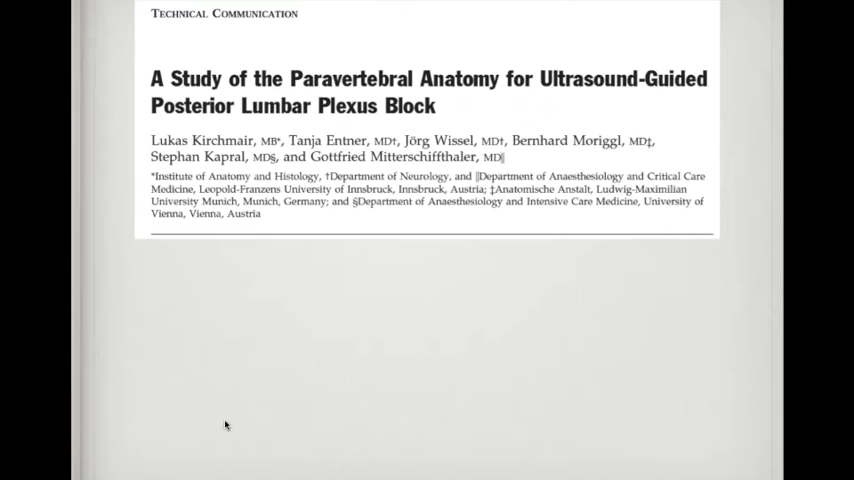 TECHNICAL COMMUNICATION
A Study of the Paravertebral Anatomy for Ultrasound-Guided
Posterior Lumbar Plexus Block
Lukas Kirchmair, MB*, Tanja Entner, MD†, Jörg Wissel, MD†, Bernhard Moriggl, MD‡,
Stephan Kapral, MD§, and Gottfried Mitterschiffthaler, MD‖
*Institute of Anatomy and Histology, †Department of Neurology, and ‖Department of Anaesthesiology and Critical Care
Medicine, Leopold-Franzens University of Innsbruck, Innsbruck, Austria; ‡Anatomische Anstalt, Ludwig-Maximilian
University Munich, Munich, Germany; and §Department of Anaesthesiology and Intensive Care Medicine, University of
Vienna, Vienna, Austria